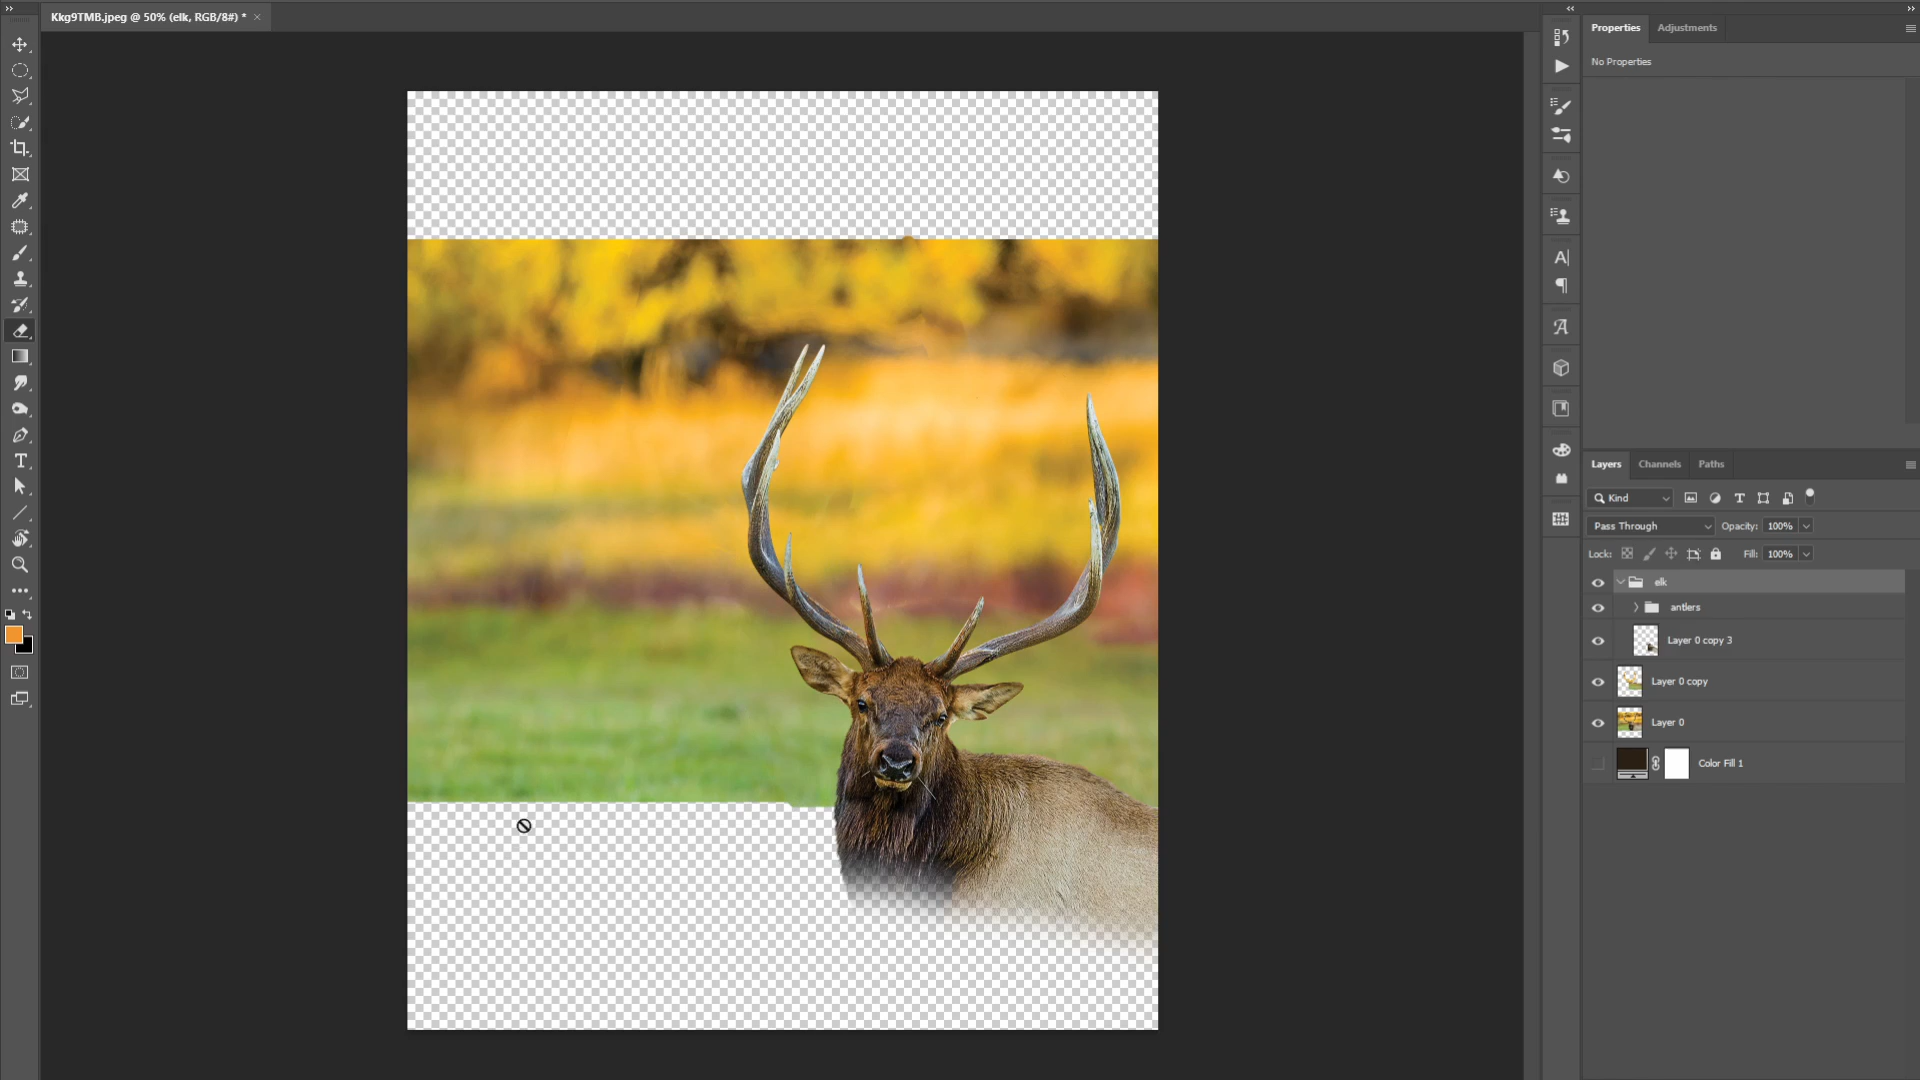 Kkg9TMB.jpeg @ 50% (elk, RGB/8#) *
Properties
Adjustments
No Properties
Layers
Channels
Paths
Kind
Pass Through
Opacity: 100%
Lock:
Fill: 100%
elk
antlers
Layer 0 copy 3
Layer 0 copy
Layer 0
Color Fill 1